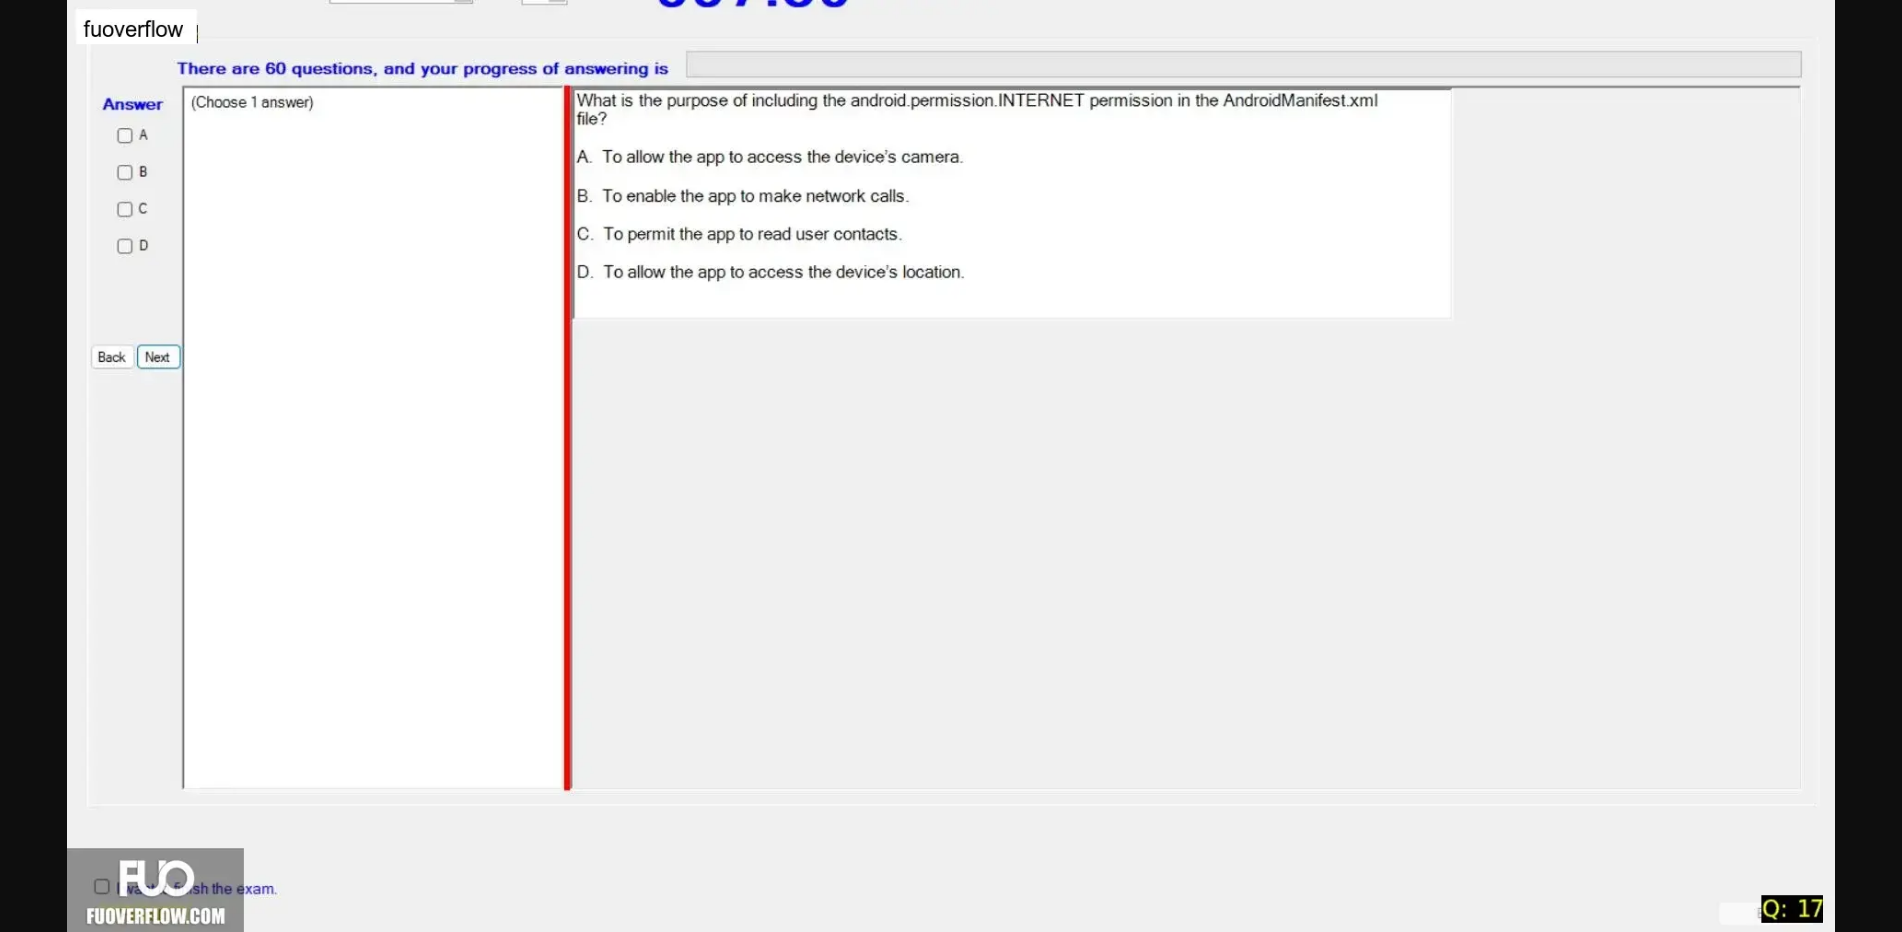 fuoverflow
There are 60 questions, and your progress of answering is
Answer
(Choose 1 answer)
A
B
C
D
Back
Next
What is the purpose of including the android.permission.INTERNET permission in the AndroidManifest.xml
file?
A. To allow the app to access the device's camera.
B. To enable the app to make network calls.
C. To permit the app to read user contacts.
D. To allow the app to access the device's location.
FUO
the exam.
FUOVERFLOW.COM
Q: 17